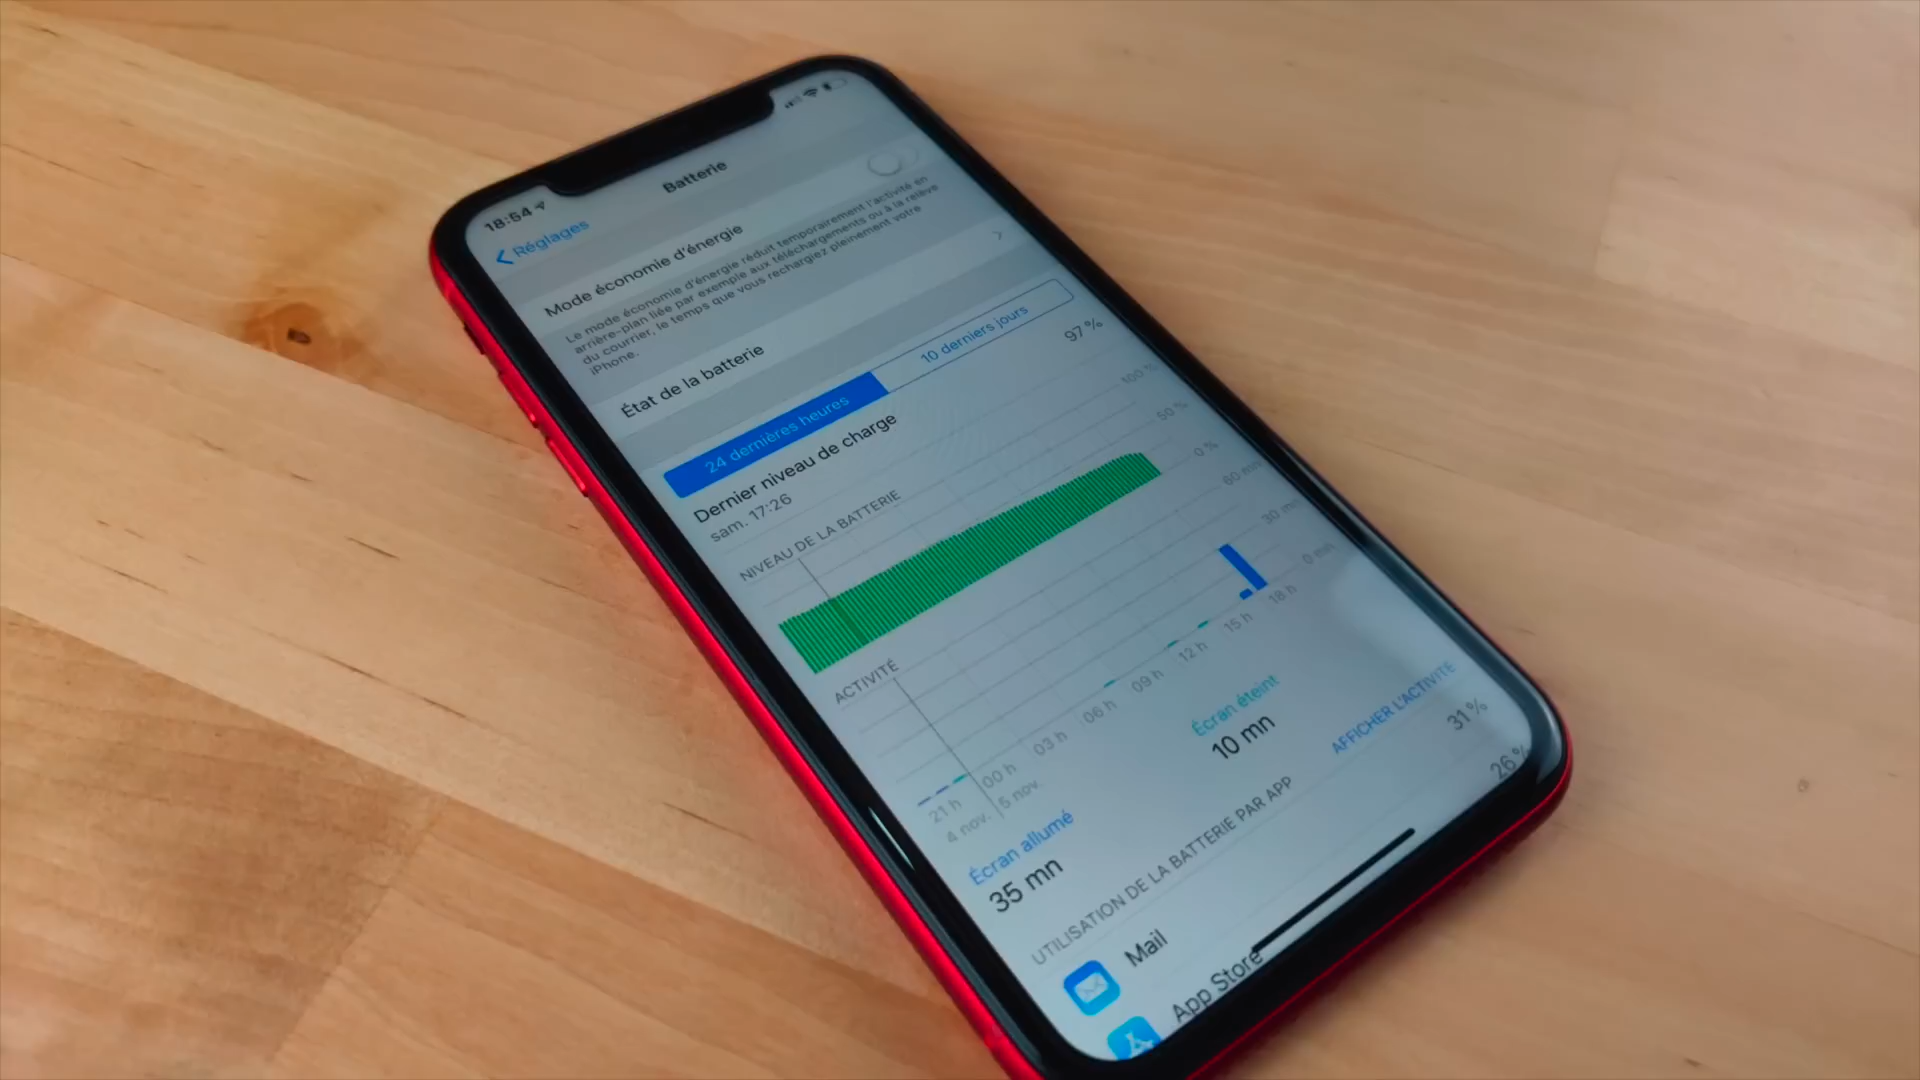 18:54
Réglages
Batterie
Mode économie d'énergie
Le mode économie d'énergie réduit temporairement l'activité en
arrière-plan liée par exemple aux téléchargements ou à la relève
du courrier, le temps que vous rechargiez pleinement votre
iPhone.
État de la batterie
24 dernières heures
10 derniers jours
Dernier niveau de charge
97 %
sam. 17:26
NIVEAU DE LA BATTERIE
100 %
50 %
0 %
ACTIVITÉ
60 mn
30 mn
0 mn
21 h
00 h
03 h
06 h
09 h
12 h
15 h
18 h
4 nov.
5 nov.
Écran allumé
35 mn
Écran éteint
10 mn
UTILISATION DE LA BATTERIE PAR APP
AFFICHER L'ACTIVITÉ
Mail
31 %
App Store
26 %